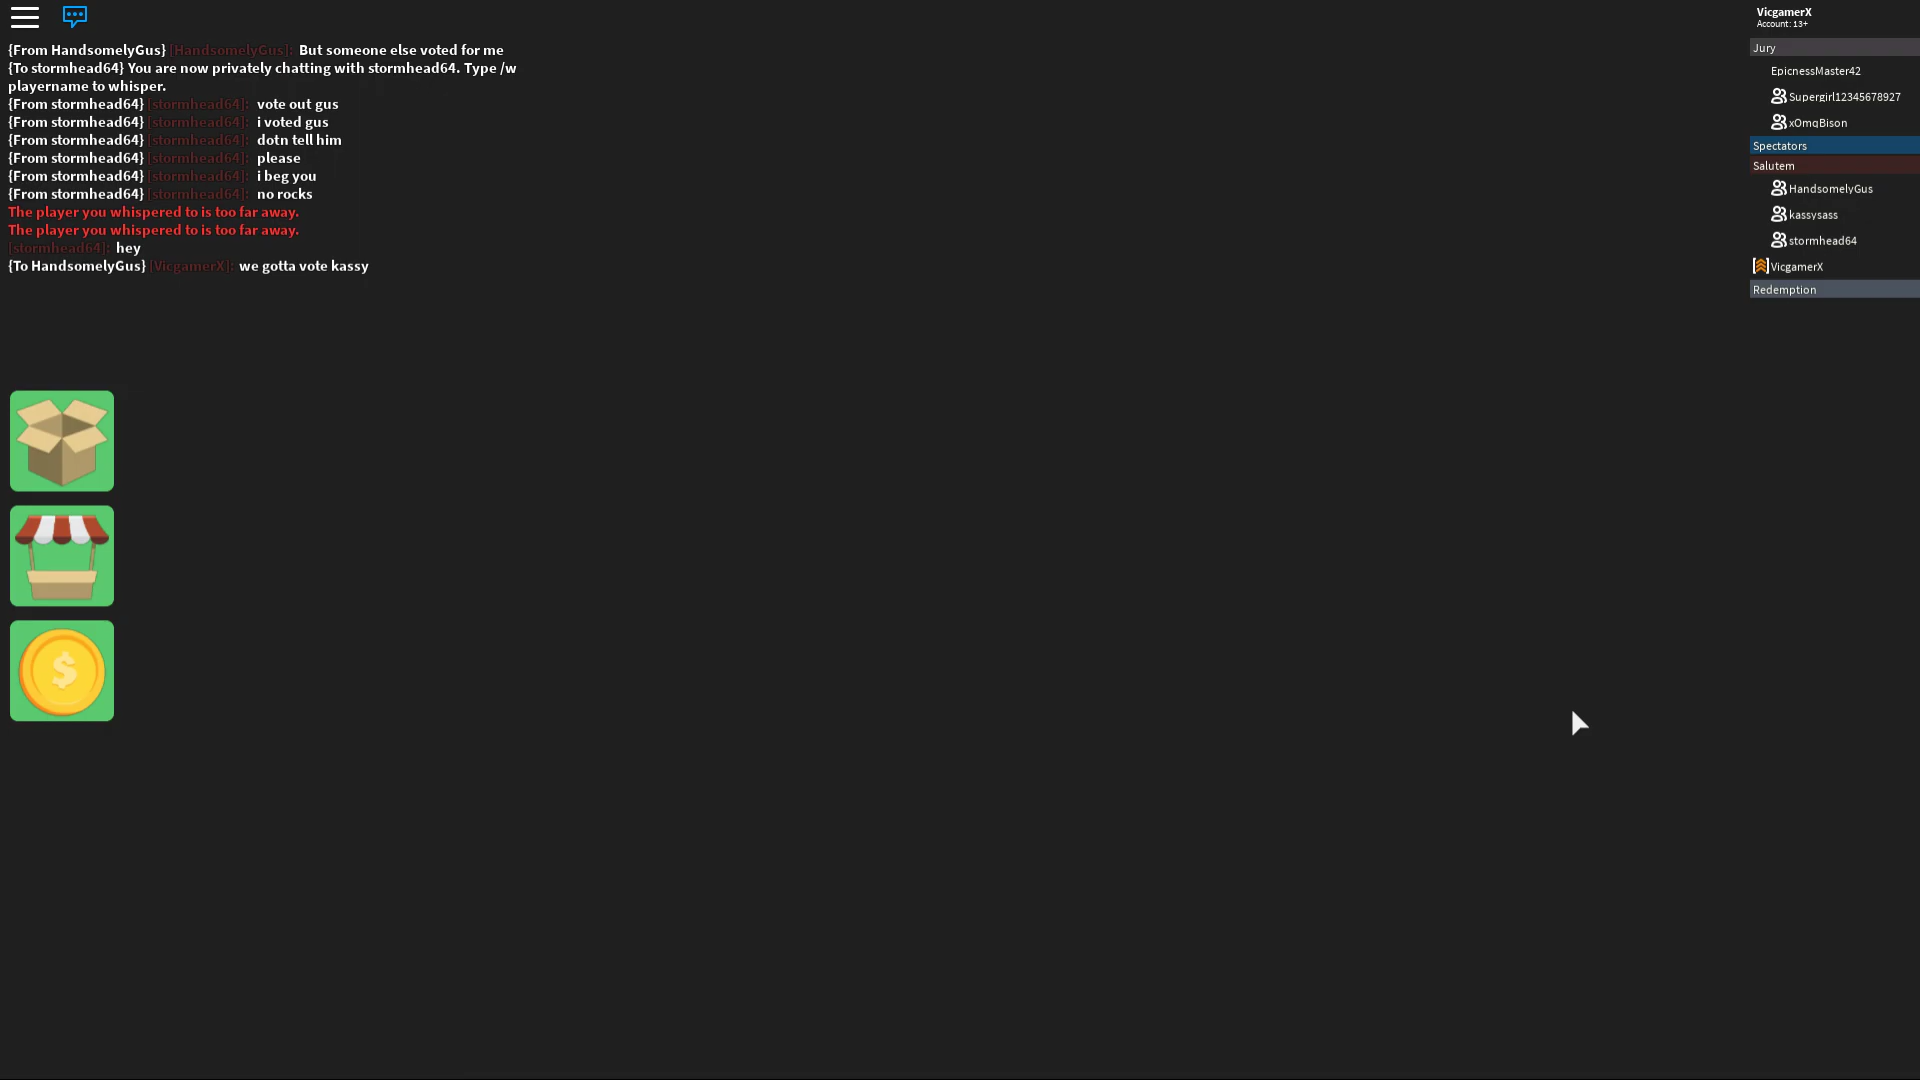 {From HandsomelyGus} [HandsomelyGus]: But someone else voted for me
{To stormhead64} You are now privately chatting with stormhead64. Type /w
playername to whisper.
{From stormhead64} [stormhead64]: vote out gus
{From stormhead64} [stormhead64]: i voted gus
{From stormhead64} [stormhead64]: dotn tell him
{From stormhead64} [stormhead64]: please
{From stormhead64} [stormhead64]: i beg you
{From stormhead64} [stormhead64]: no rocks
The player you whispered to is too far away.
The player you whispered to is too far away.
[stormhead64]: hey
{To HandsomelyGus} [VicgamerX]: we gotta vote kassy
$
VicgamerX
Account: 13+
Jury
EpicnessMaster42
Supergirl12345678927
xOmqBison
Spectators
Salutem
HandsomelyGus
kassysass
stormhead64
VicgamerX
Redemption